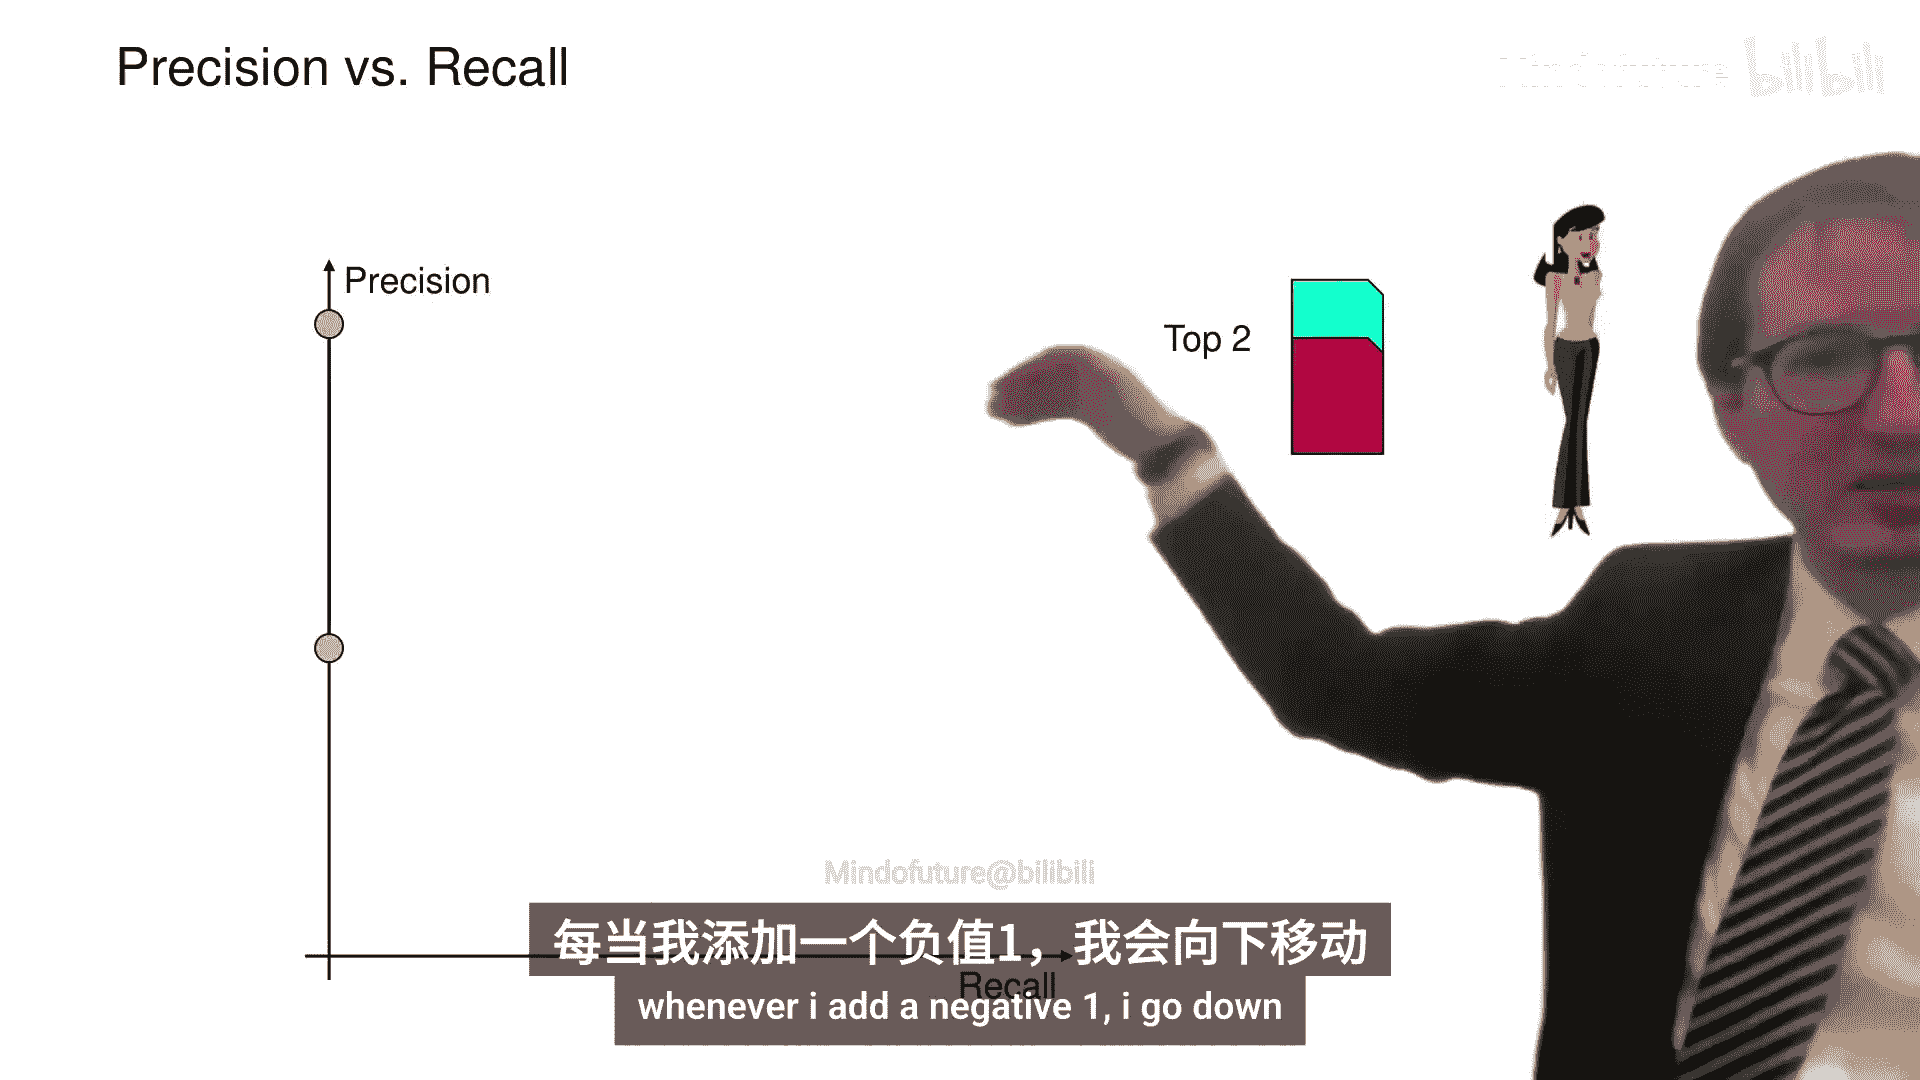 Precision vs. Recall
bilibili
Precision
Top 2
Mindofuture@bilibili
每当我添加一个负值1，我会向下移动
Recall
whenever i add a negative 1, i go down